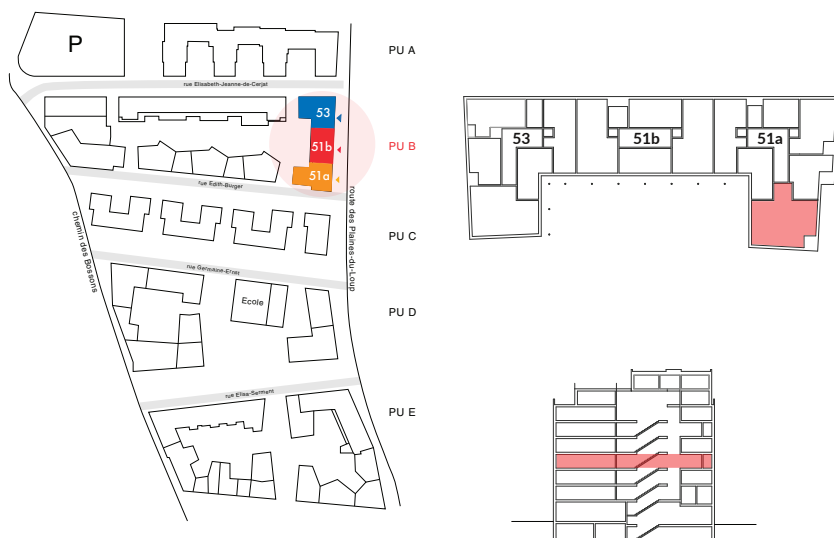 P
PU A
rue Elisabeth-Jeanne-de-Cerjat
53
51b
51a
PU B
rue Edith-Burger
route des Plaines-du-Loup
chemin des Bossons
PU C
rue Germaine-Ernst
Ecole
PU D
rue Elisa-Serment
PU E
53
51b
51a